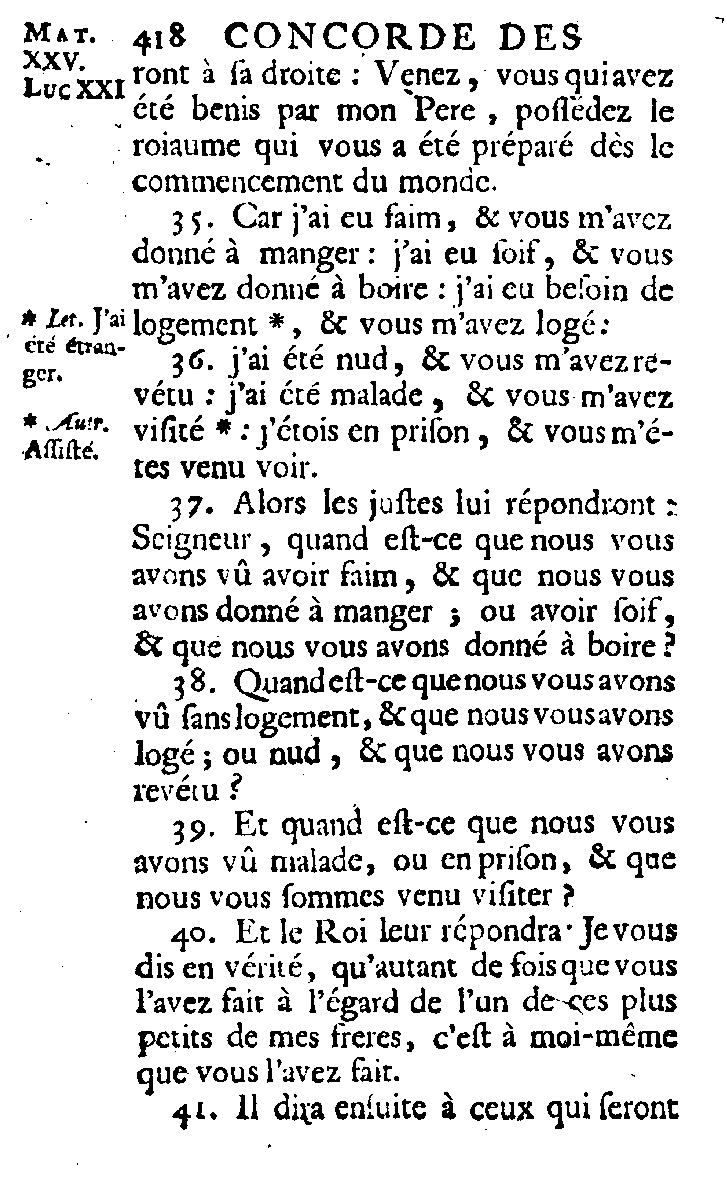 MAT.
XXV.
LUC XXI
418 CONCORDE DES
ront à ſa droite : Venez, vous qui avez
été benis par mon Pere, poſſédez le
roiaume qui vous a été préparé dès le
commencement du monde.
35. Car j'ai eu faim, & vous m'avez
donné à manger : j'ai eu ſoif, & vous
m'avez donné à boire : j'ai eu beſoin de
logement *, & vous m'avez logé :
* Let. J'ai
été étran-
ger.
36. j'ai été nud, & vous m'avez re-
vétu : j'ai été malade, & vous m'avez
viſité * : j'étois en priſon, & vous m'é-
tes venu voir.
* Autr.
Aſſiſté.
37. Alors les juſtes lui répondront :
Seigneur, quand eſt-ce que nous vous
avons vû avoir faim, & que nous vous
avons donné à manger ; ou avoir ſoif,
& que nous vous avons donné à boire ?
38. Quand eſt-ce que nous vous avons
vû ſans logement, & que nous vous avons
logé ; ou nud, & que nous vous avons
revétu ?
39. Et quand eſt-ce que nous vous
avons vû malade, ou en priſon, & que
nous vous ſommes venu viſiter ?
40. Et le Roi leur répondra · Je vous
dis en vérité, qu'autant de fois que vous
l'avez fait à l'égard de l'un de ces plus
petits de mes freres, c'eſt à moi-même
que vous l'avez fait.
41. Il dira enſuite à ceux qui ſeront